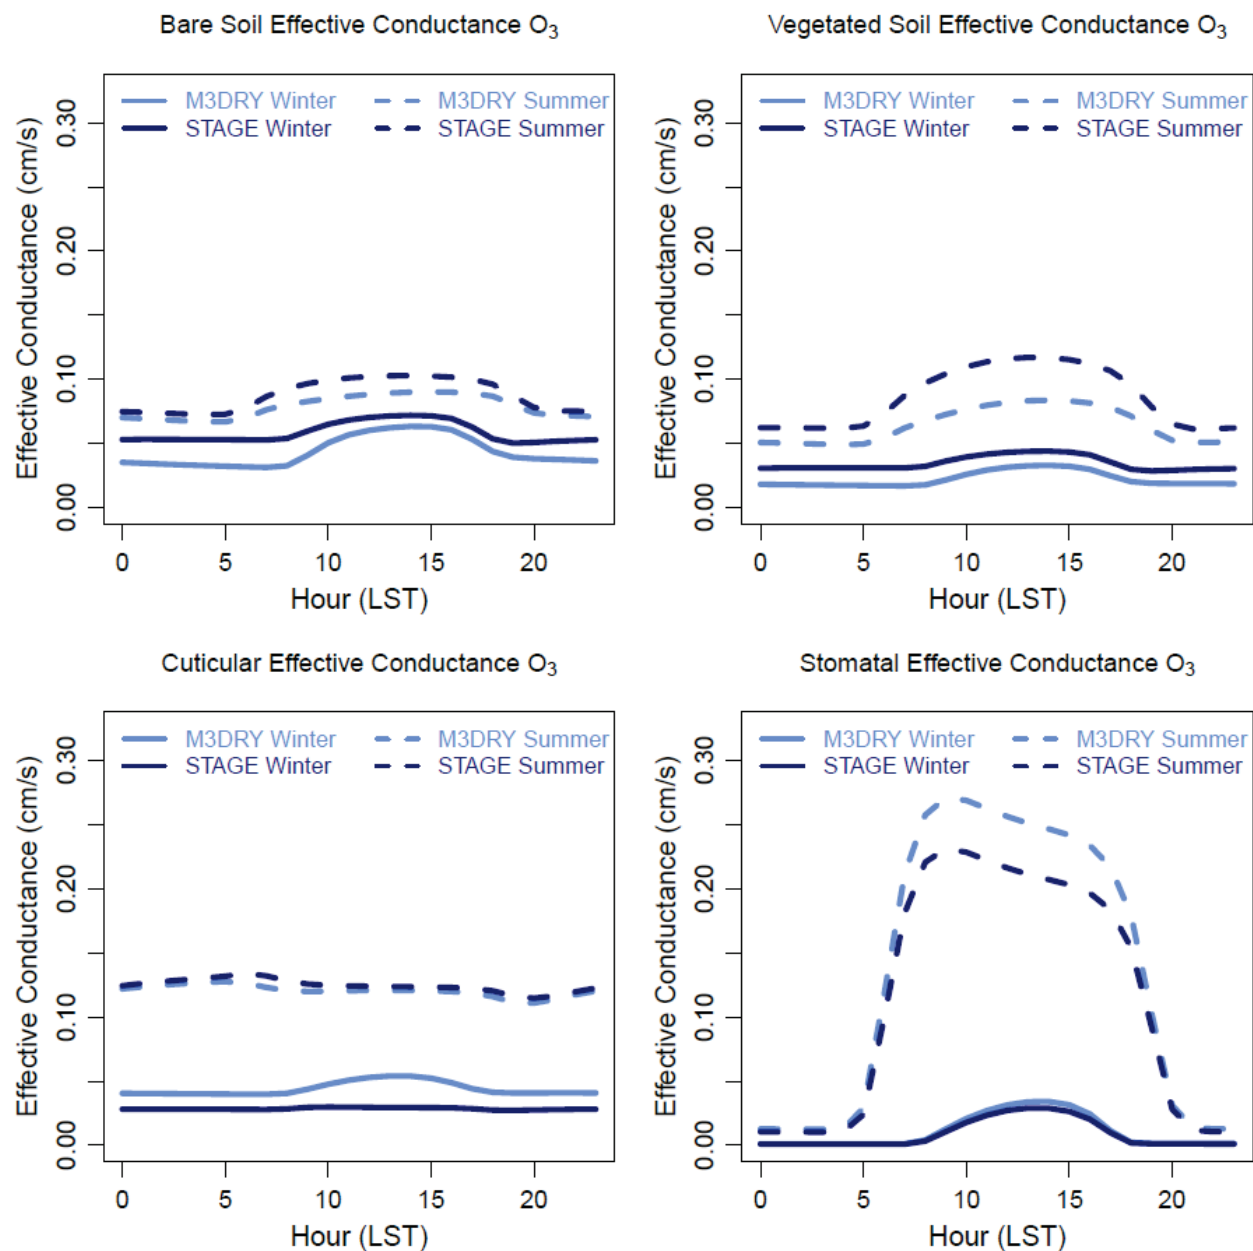 Bare Soil Effective Conductance O3
M3DRY Winter
M3DRY Summer
STAGE Winter
STAGE Summer
Effective Conductance (cm/s)
0.30
0.20
0.10
0.00
0 5 10 15 20
Hour (LST)
Vegetated Soil Effective Conductance O3
M3DRY Winter
M3DRY Summer
STAGE Winter
STAGE Summer
Effective Conductance (cm/s)
0.30
0.20
0.10
0.00
0 5 10 15 20
Hour (LST)
Cuticular Effective Conductance O3
M3DRY Winter
M3DRY Summer
STAGE Winter
STAGE Summer
Effective Conductance (cm/s)
0.30
0.20
0.10
0.00
0 5 10 15 20
Hour (LST)
Stomatal Effective Conductance O3
M3DRY Winter
M3DRY Summer
STAGE Winter
STAGE Summer
Effective Conductance (cm/s)
0.30
0.20
0.10
0.00
0 5 10 15 20
Hour (LST)